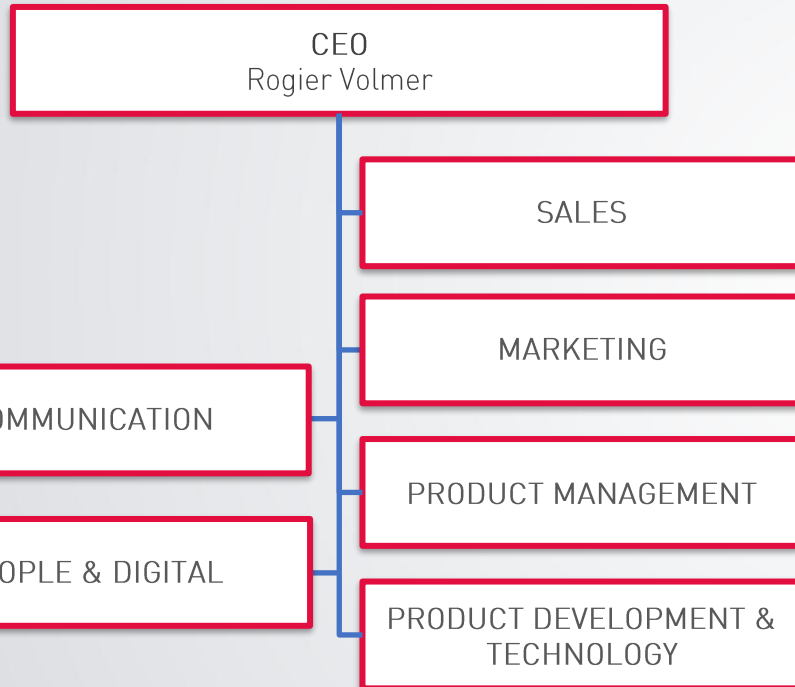 CEO
Rogier Volmer
SALES
MARKETING
OMMUNICATION
PRODUCT MANAGEMENT
OPLE & DIGITAL
PRODUCT DEVELOPMENT &
TECHNOLOGY